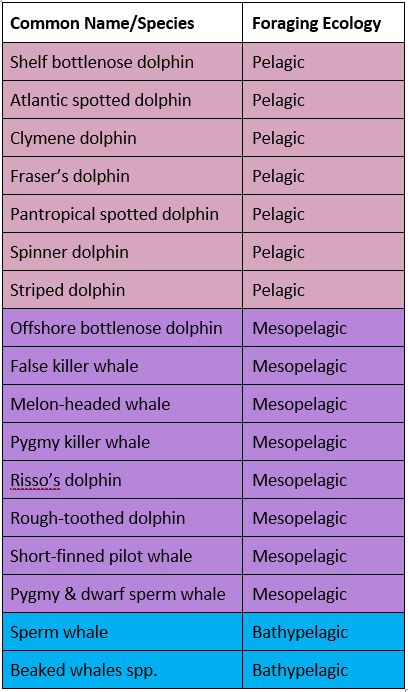 Common Name/Species Foraging Ecology
Shelf bottlenose dolphin Pelagic
Atlantic spotted dolphin Pelagic
Clymene dolphin Pelagic
Fraser’s dolphin Pelagic
Pantropical spotted dolphin Pelagic
Spinner dolphin Pelagic
Striped dolphin Pelagic
Offshore bottlenose dolphin Mesopelagic
False killer whale Mesopelagic
Melon-headed whale Mesopelagic
Pygmy killer whale Mesopelagic
Risso’s dolphin Mesopelagic
Rough-toothed dolphin Mesopelagic
Short-finned pilot whale Mesopelagic
Pygmy & dwarf sperm whale Mesopelagic
Sperm whale Bathypelagic
Beaked whales spp. Bathypelagic